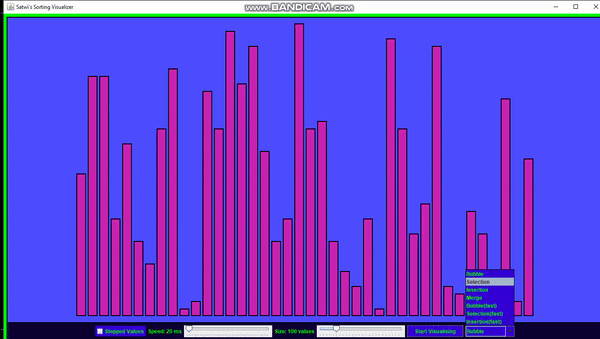 Satwi's Sorting Visualizer
www.BANDICAM.com
Bubble
Selection
Insertion
Merge
Bubble(fast)
Selection(fast)
Insertion(fast)
Stepped Values Speed: 20 ms Size: 100 values Start Visualising Bubble